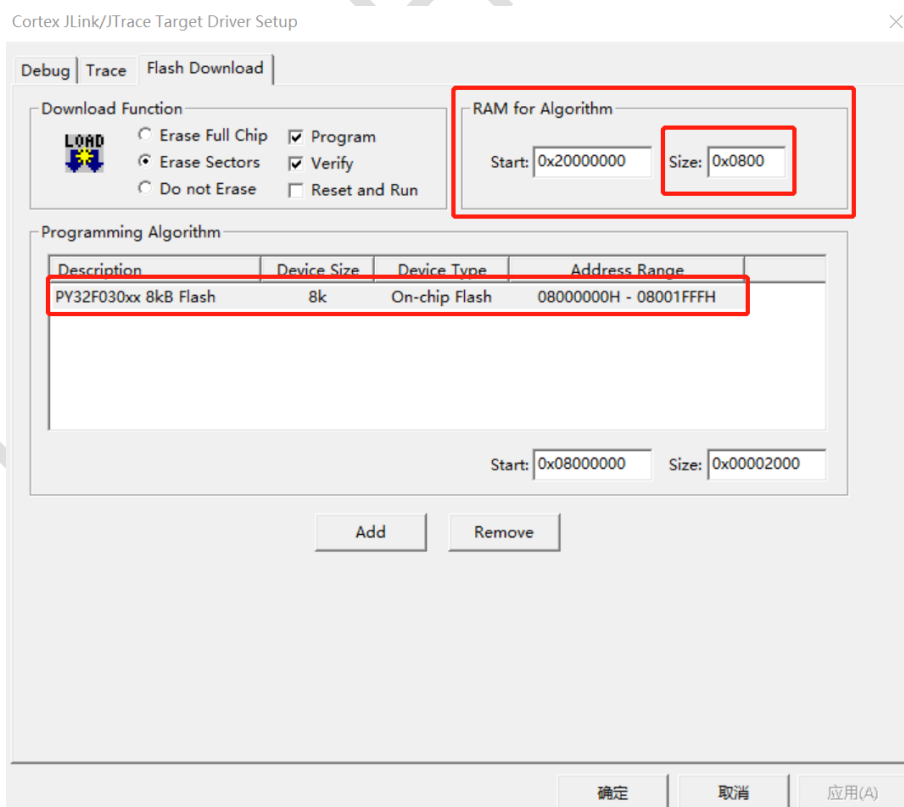 Cortex JLink/JTrace Target Driver Setup
Debug Trace Flash Download
Download Function
LOAD
Erase Full Chip Program
Erase Sectors Verify
Do not Erase Reset and Run
RAM for Algorithm
Start: 0x20000000 Size: 0x0800
Programming Algorithm
Description Device Size Device Type Address Range
PY32F030xx 8kB Flash 8k On-chip Flash 08000000H - 08001FFFH
Start: 0x08000000 Size: 0x00002000
Add Remove
确定 取消 应用(A)